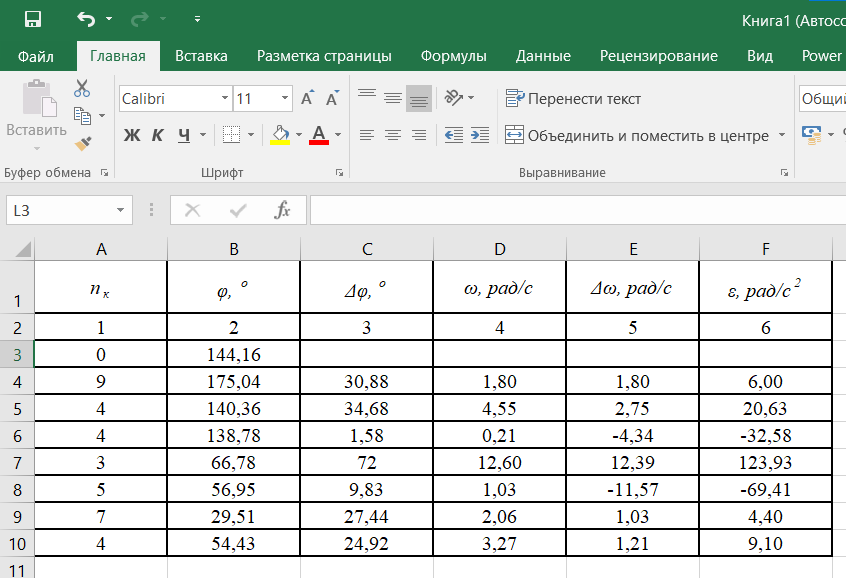 Книга1 (Автосо
Файл Главная Вставка Разметка страницы Формулы Данные Рецензирование Вид Power
Calibri 11 Перенести текст Общий
Вставить Ж К Ч Объединить и поместить в центре
Буфер обмена Шрифт Выравнивание
L3 fx
A B C D E F
1 nк φ, ° Δφ, ° ω, рад/с Δω, рад/с ε, рад/с²
2 1 2 3 4 5 6
3 0 144,16
4 9 175,04 30,88 1,80 1,80 6,00
5 4 140,36 34,68 4,55 2,75 20,63
6 4 138,78 1,58 0,21 -4,34 -32,58
7 3 66,78 72 12,60 12,39 123,93
8 5 56,95 9,83 1,03 -11,57 -69,41
9 7 29,51 27,44 2,06 1,03 4,40
10 4 54,43 24,92 3,27 1,21 9,10
11